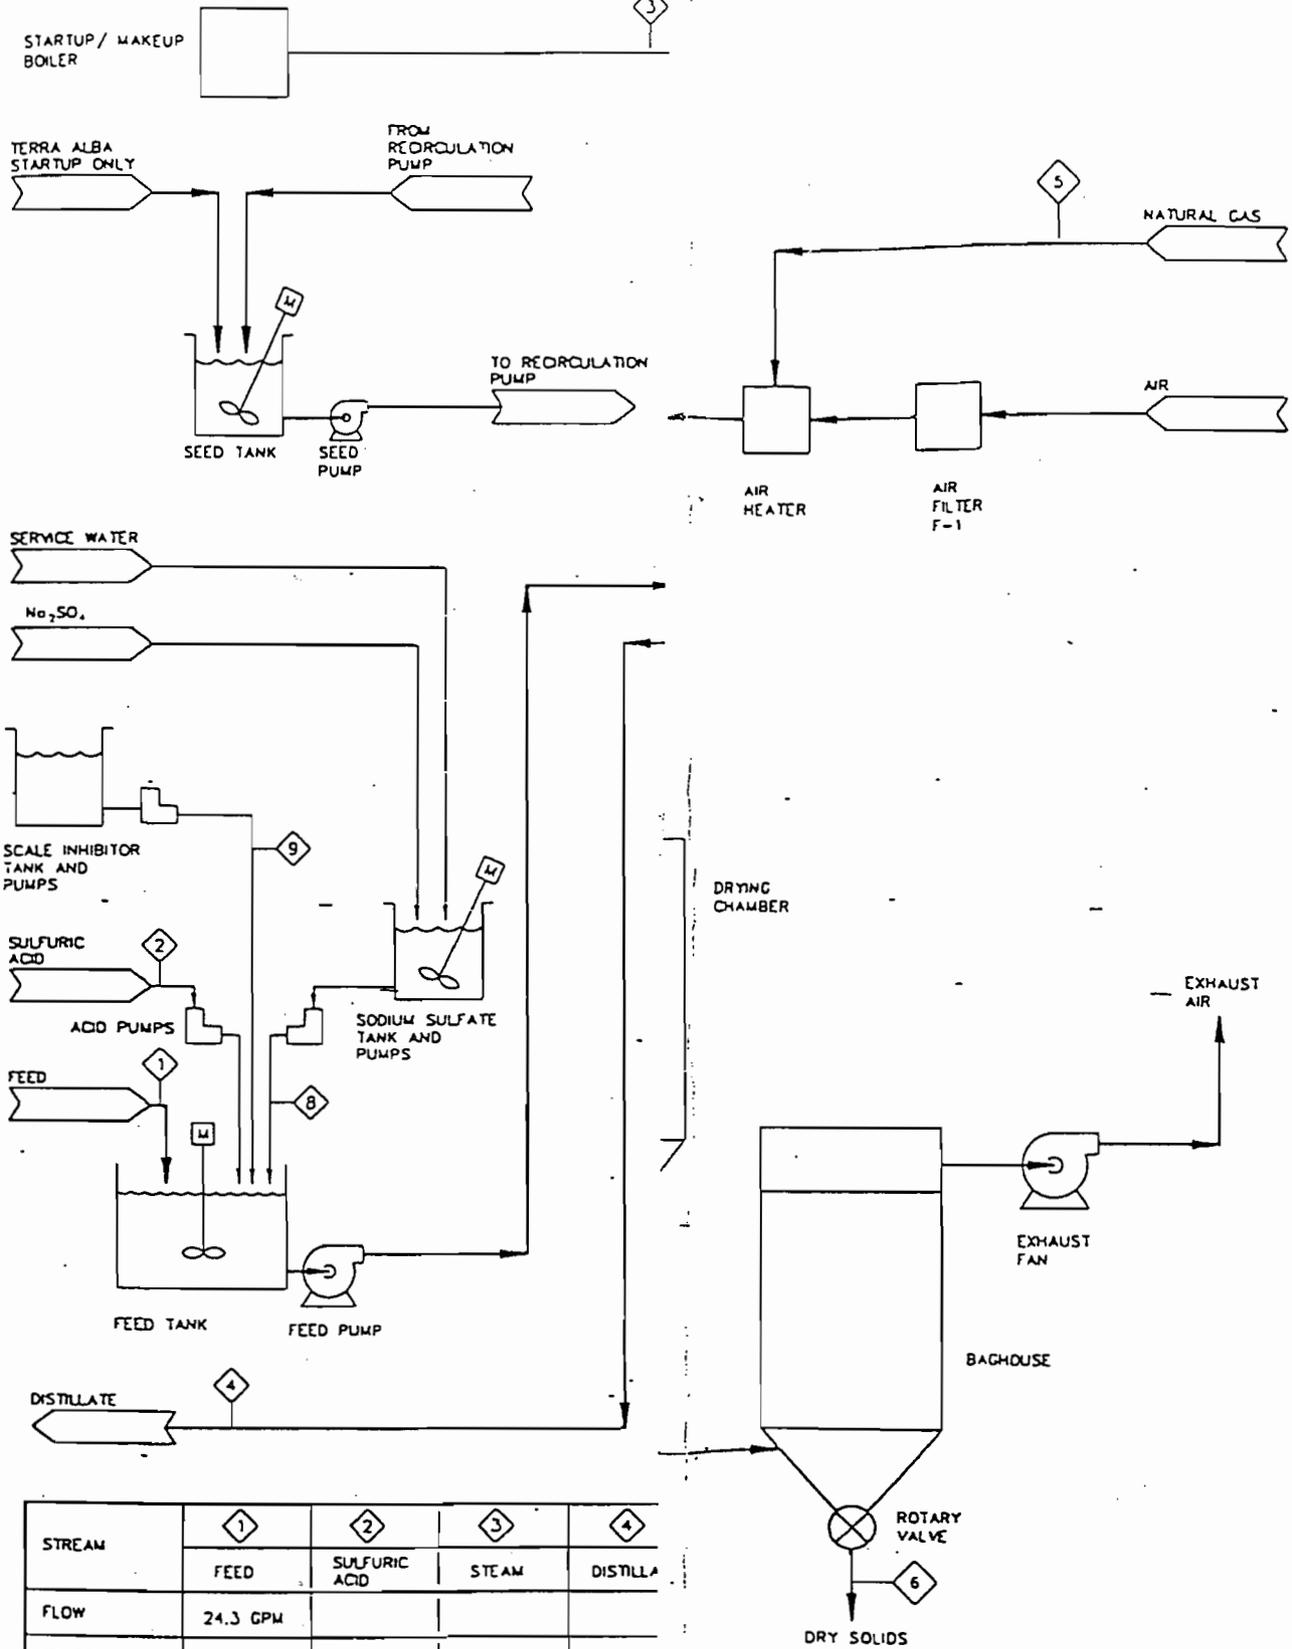 3
STARTUP/ MAKEUP
BOILER
TERRA ALBA
STARTUP ONLY
FROM
RECIRCULATION
PUMP
5
NATURAL GAS
M
TO RECIRCULATION
PUMP
AIR
SEED TANK
SEED
PUMP
AIR
HEATER
AIR
FILTER
F-1
SERVICE WATER
Na₂SO₄
SCALE INHIBITOR
TANK AND
PUMPS
9
M
DRYING
CHAMBER
SULFURIC
ACID
2
ACID PUMPS
SODIUM SULFATE
TANK AND
PUMPS
EXHAUST
AIR
FEED
1
8
M
EXHAUST
FAN
FEED TANK
FEED PUMP
BAGHOUSE
DISTILLATE
4
ROTARY
VALVE
6
DRY SOLIDS
STREAM
1
2
3
4
FEED
SULFURIC
ACID
STEAM
DISTILLA
FLOW
24.3 GPM